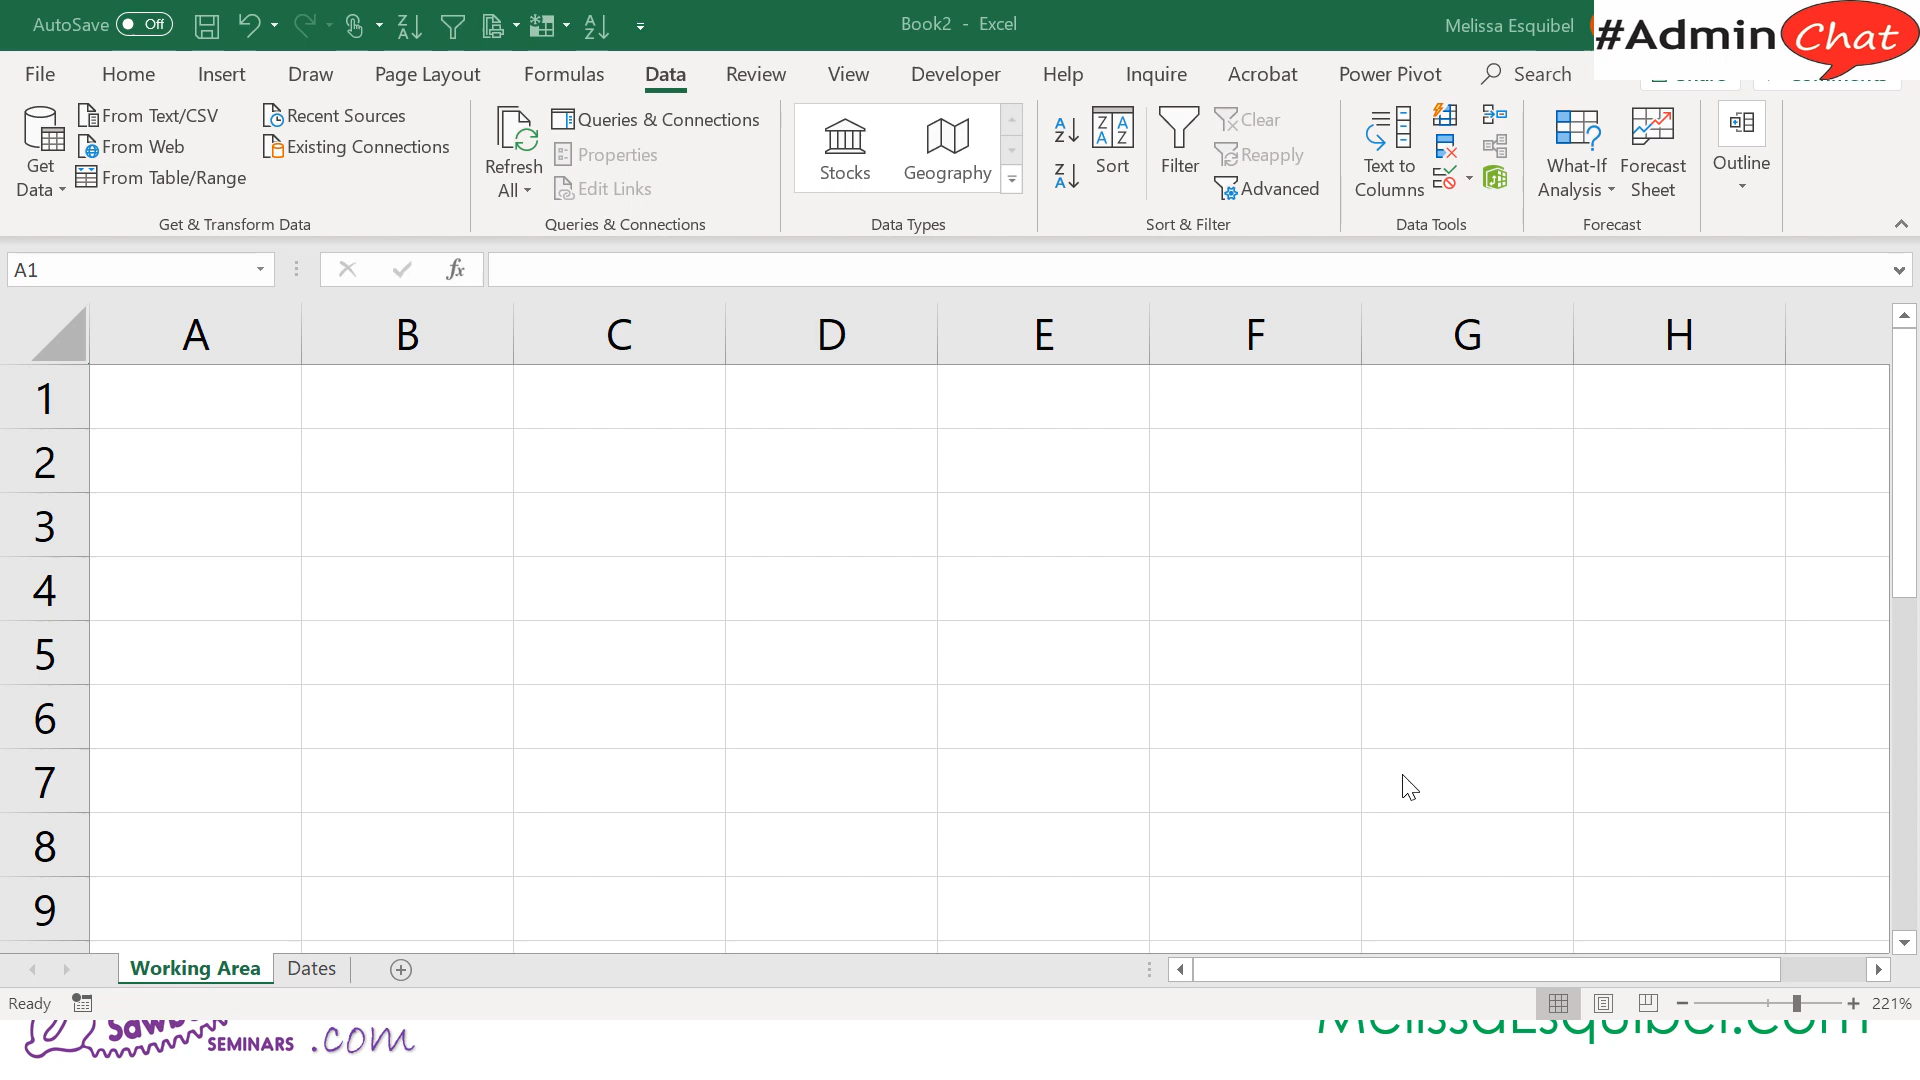 AutoSave Off Book2 - Excel Melissa Esquibel #Admin Chat
File Home Insert Draw Page Layout Formulas Data Review View Developer Help Inquire Acrobat Power Pivot Search Share Comments
Get Data
From Text/CSV
From Web
From Table/Range
Recent Sources
Existing Connections
Get & Transform Data
Refresh All
Queries & Connections
Properties
Edit Links
Queries & Connections
Stocks Geography
Data Types
Sort
Filter
Clear
Reapply
Advanced
Sort & Filter
Text to Columns
Data Tools
What-If Analysis
Forecast Sheet
Forecast
Outline
A1 fx
A B C D E F G H
1
2
3
4
5
6
7
8
9
Working Area Dates
Ready 221%
SEMINARS .com
MelissaEsquibel.com